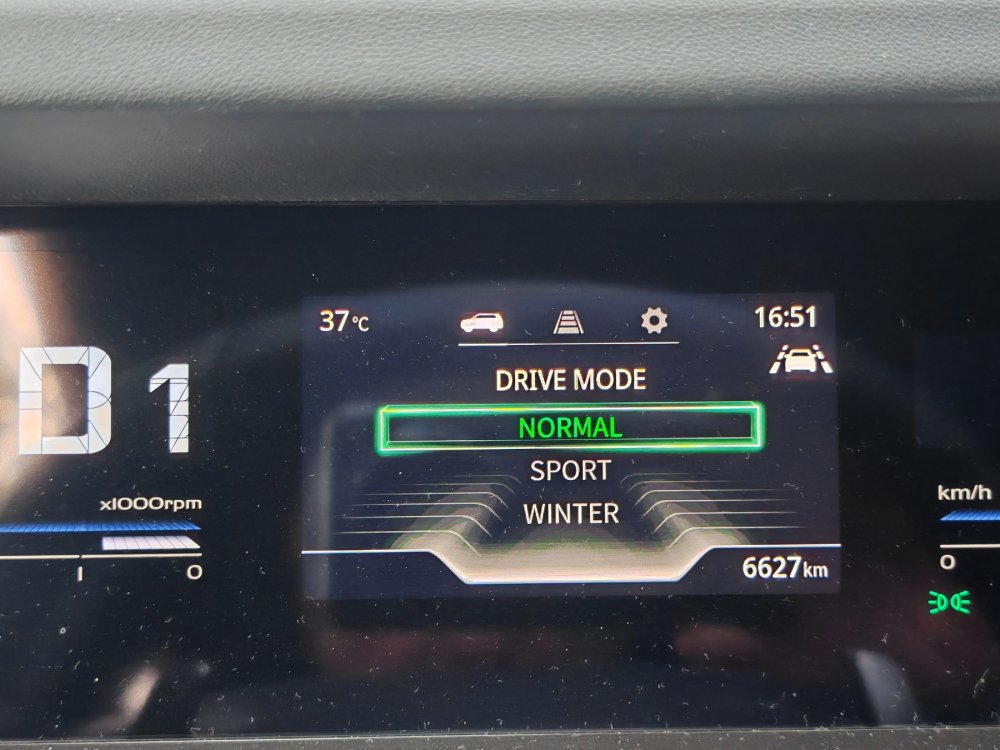 37°C
16:51
DRIVE MODE
NORMAL
SPORT
WINTER
6627km
D1
x1000rpm
1 0
km/h
0